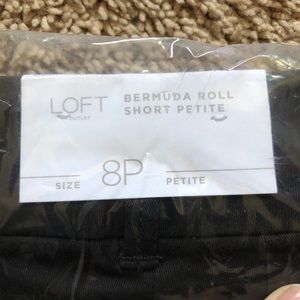 LOFT
OUTLET
BERMUDA ROLL
SHORT PETITE
SIZE 8P PETITE